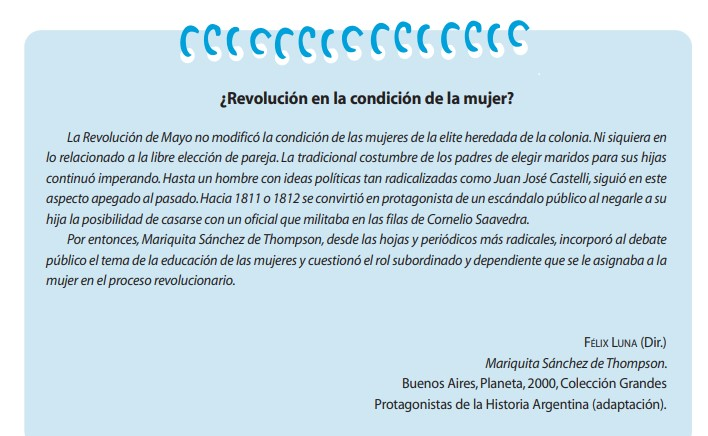 ¿Revolución en la condición de la mujer?
La Revolución de Mayo no modificó la condición de las mujeres de la elite heredada de la colonia. Ni siquiera en
lo relacionado a la libre elección de pareja. La tradicional costumbre de los padres de elegir maridos para sus hijas
continuó imperando. Hasta un hombre con ideas políticas tan radicalizadas como Juan José Castelli, siguió en este
aspecto apegado al pasado. Hacia 1811 o 1812 se convirtió en protagonista de un escándalo público al negarle a su
hija la posibilidad de casarse con un oficial que militaba en las filas de Cornelio Saavedra.
Por entonces, Mariquita Sánchez de Thompson, desde las hojas y periódicos más radicales, incorporó al debate
público el tema de la educación de las mujeres y cuestionó el rol subordinado y dependiente que se le asignaba a la
mujer en el proceso revolucionario.
FÉLIX LUNA (Dir.)
Mariquita Sánchez de Thompson.
Buenos Aires, Planeta, 2000, Colección Grandes
Protagonistas de la Historia Argentina (adaptación).